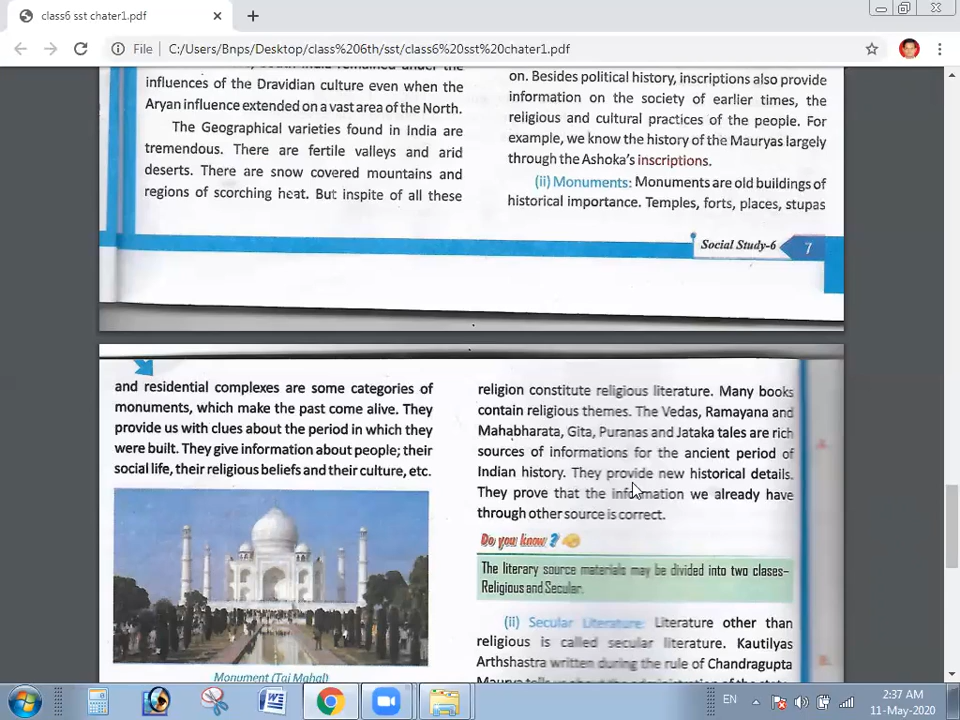 class6 sst chater1.pdf
File
C:/Users/Bnps/Desktop/class%206th/sst/class6%20sst%20chater1.pdf
influences of the Dravidian culture even when the
Aryan influence extended on a vast area of the North.
The Geographical varieties found in India are
tremendous. There are fertile valleys and arid
deserts. There are snow covered mountains and
regions of scorching heat. But inspite of all these
on. Besides political history, inscriptions also provide
information on the society of earlier times, the
religious and cultural practices of the people. For
example, we know the history of the Mauryas largely
through the Ashoka's inscriptions.
(ii) Monuments: Monuments are old buildings of
historical importance. Temples, forts, places, stupas
Social Study-6
7
and residential complexes are some categories of
monuments, which make the past come alive. They
provide us with clues about the period in which they
were built. They give information about people; their
social life, their religious beliefs and their culture, etc.
Monument (Taj Mahal)
religion constitute religious literature. Many books
contain religious themes. The Vedas, Ramayana and
Mahabharata, Gita, Puranas and Jataka tales are rich
sources of informations for the ancient period of
Indian history. They provide new historical details.
They prove that the information we already have
through other source is correct.
Do you know ?
The literary source materials may be divided into two clases–
Religious and Secular.
(ii) Secular Literature: Literature other than
religious is called secular literature. Kautilyas
Arthshastra written during the rule of Chandragupta
EN
2:37 AM
11-May-2020